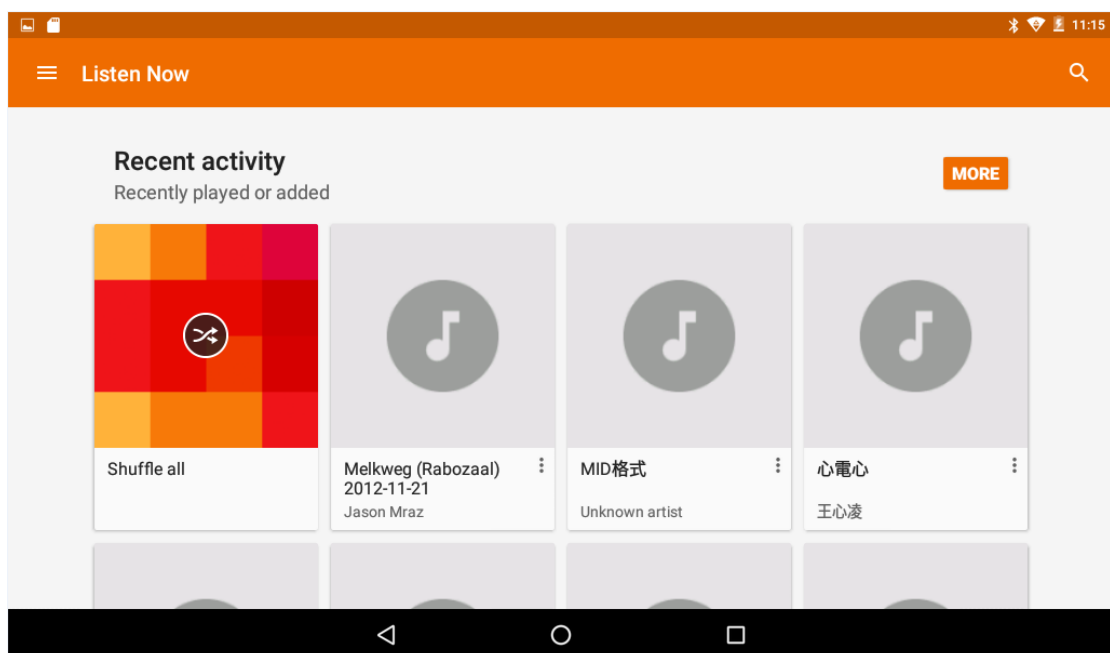 11:15
Listen Now
Recent activity
Recently played or added
MORE
Shuffle all
Melkweg (Rabozaal)
2012-11-21
Jason Mraz
MID格式
Unknown artist
心電心
王心凌